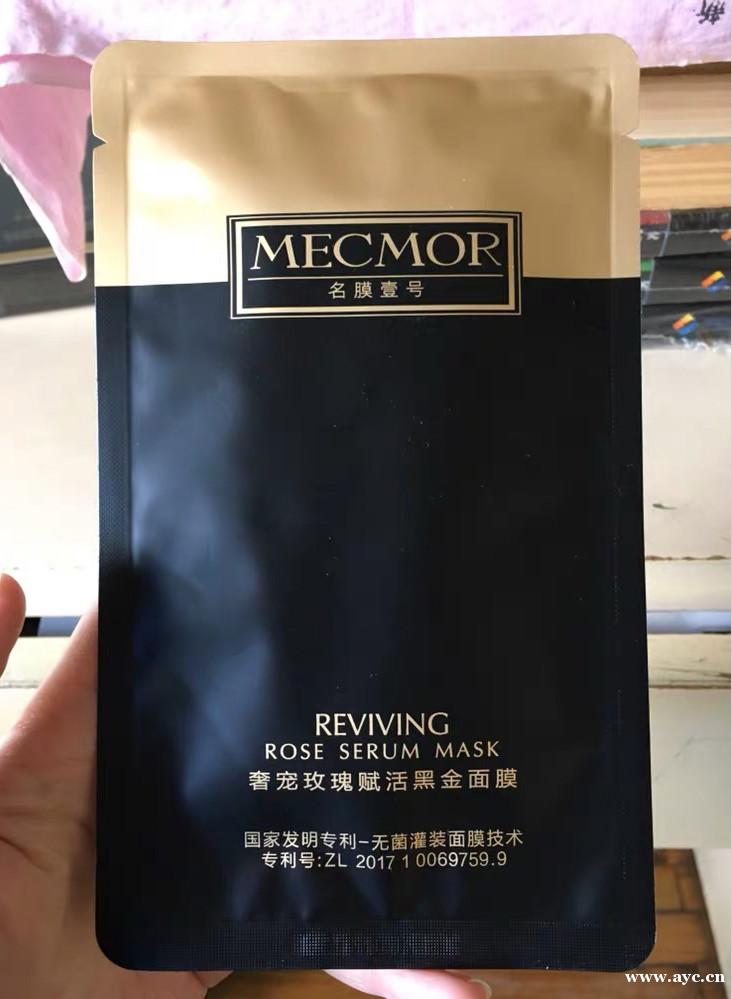 新
MECMOR
名膜壹号
REVIVING
ROSE SERUM MASK
奢宠玫瑰赋活黑金面膜
国家发明专利-无菌灌装面膜技术
专利号:ZL 2017 1 0069759.9
www.ayc.cn